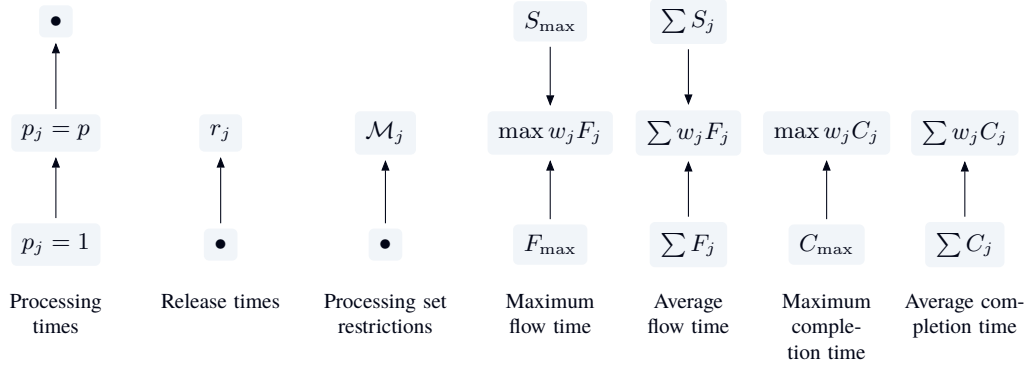 •
S_max
∑ S_j
p_j = p
r_j
ℳ_j
max w_j F_j
∑ w_j F_j
max w_j C_j
∑ w_j C_j
p_j = 1
•
•
F_max
∑ F_j
C_max
∑ C_j
Processing
times
Release times
Processing set
restrictions
Maximum
flow time
Average
flow time
Maximum
comple-
tion time
Average com-
pletion time